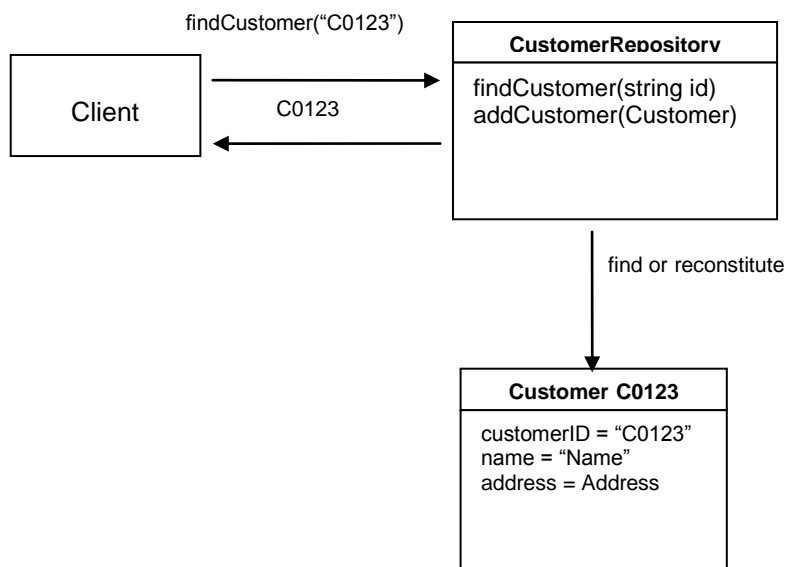 findCustomer(“C0123”)
CustomerRepository
Client
C0123
findCustomer(string id)
addCustomer(Customer)
find or reconstitute
Customer C0123
customerID = “C0123”
name = “Name”
address = Address